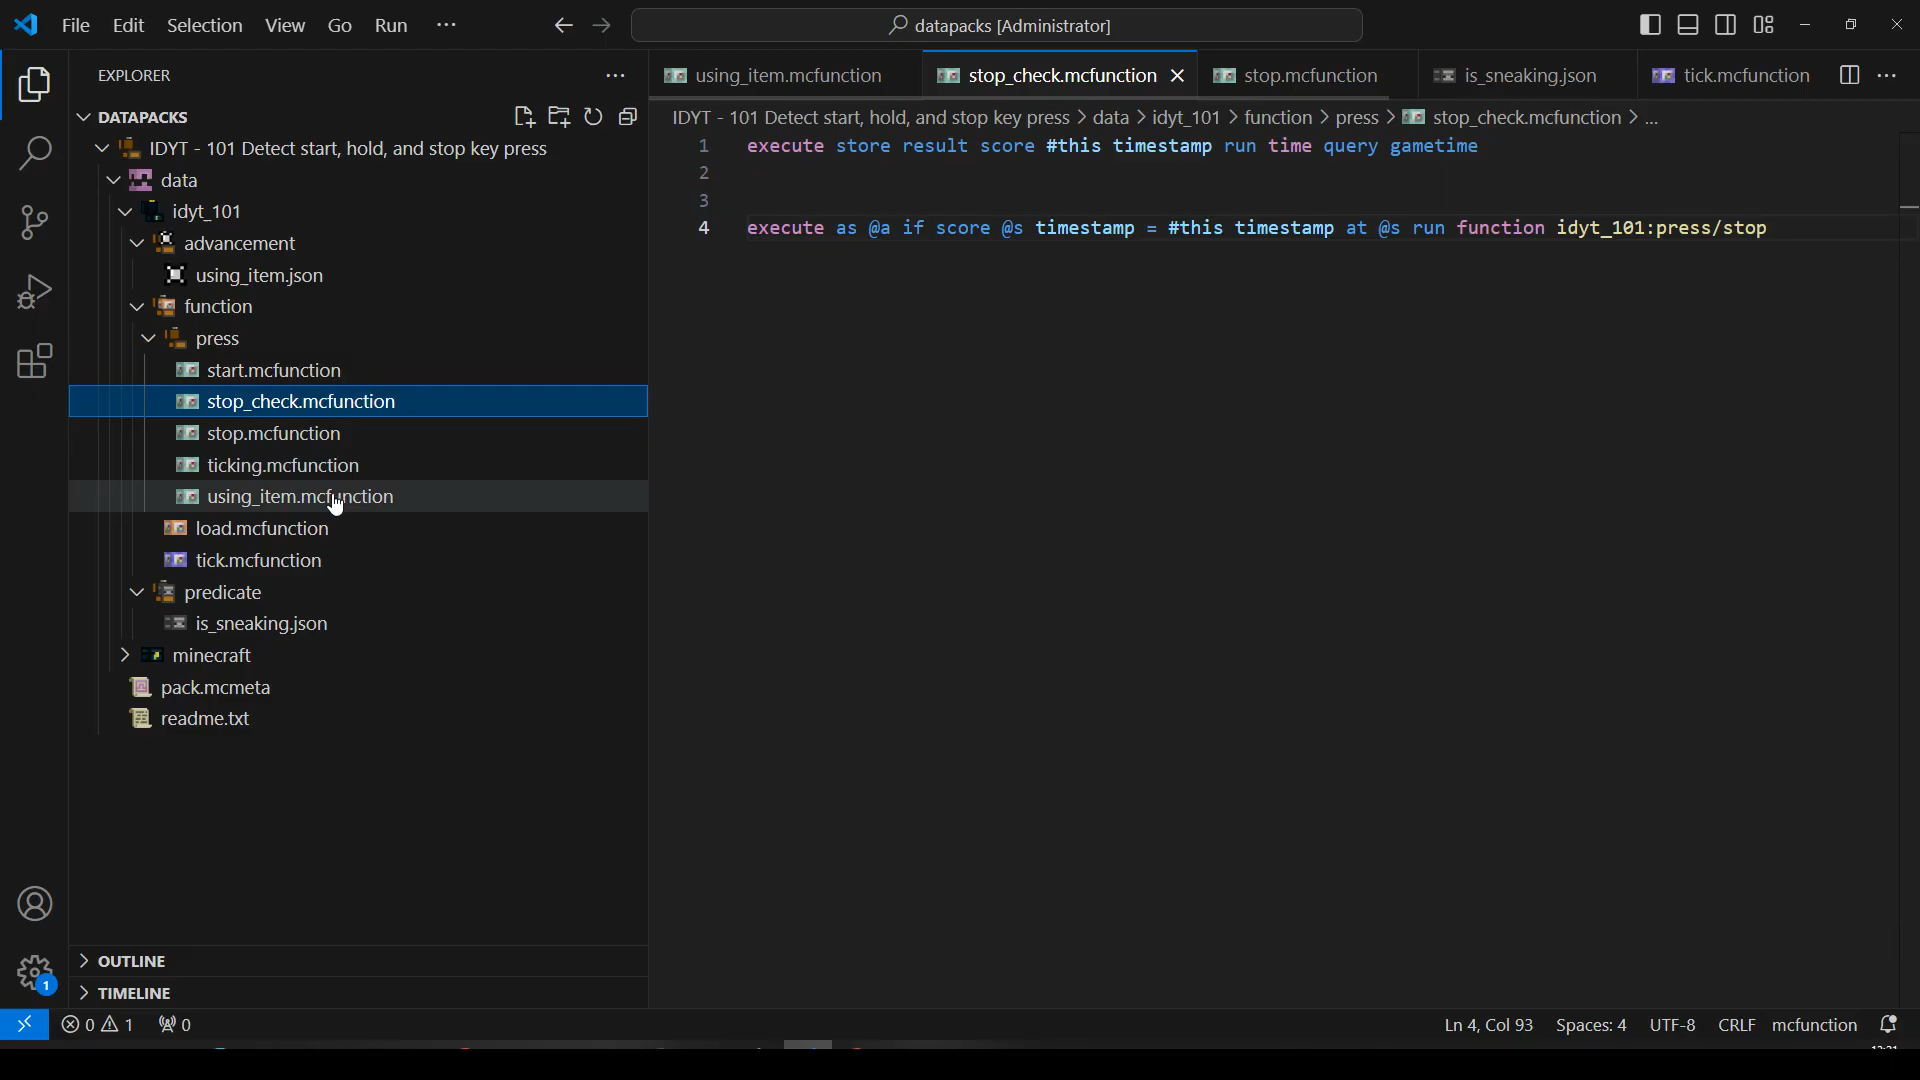 File Edit Selection View Go Run ...
datapacks [Administrator]
EXPLORER
DATAPACKS
IDYT - 101 Detect start, hold, and stop key press
data
idyt_101
advancement
using_item.json
function
press
start.mcfunction
stop_check.mcfunction
stop.mcfunction
ticking.mcfunction
using_item.mcfunction
load.mcfunction
tick.mcfunction
predicate
is_sneaking.json
minecraft
pack.mcmeta
readme.txt
OUTLINE
TIMELINE
using_item.mcfunction stop_check.mcfunction stop.mcfunction is_sneaking.json tick.mcfunction
IDYT - 101 Detect start, hold, and stop key press > data > idyt_101 > function > press > stop_check.mcfunction > ...
1 execute store result score #this timestamp run time query gametime
2
3
4 execute as @a if score @s timestamp = #this timestamp at @s run function idyt_101:press/stop
1
0 1 0
Ln 4, Col 93 Spaces: 4 UTF-8 CRLF mcfunction